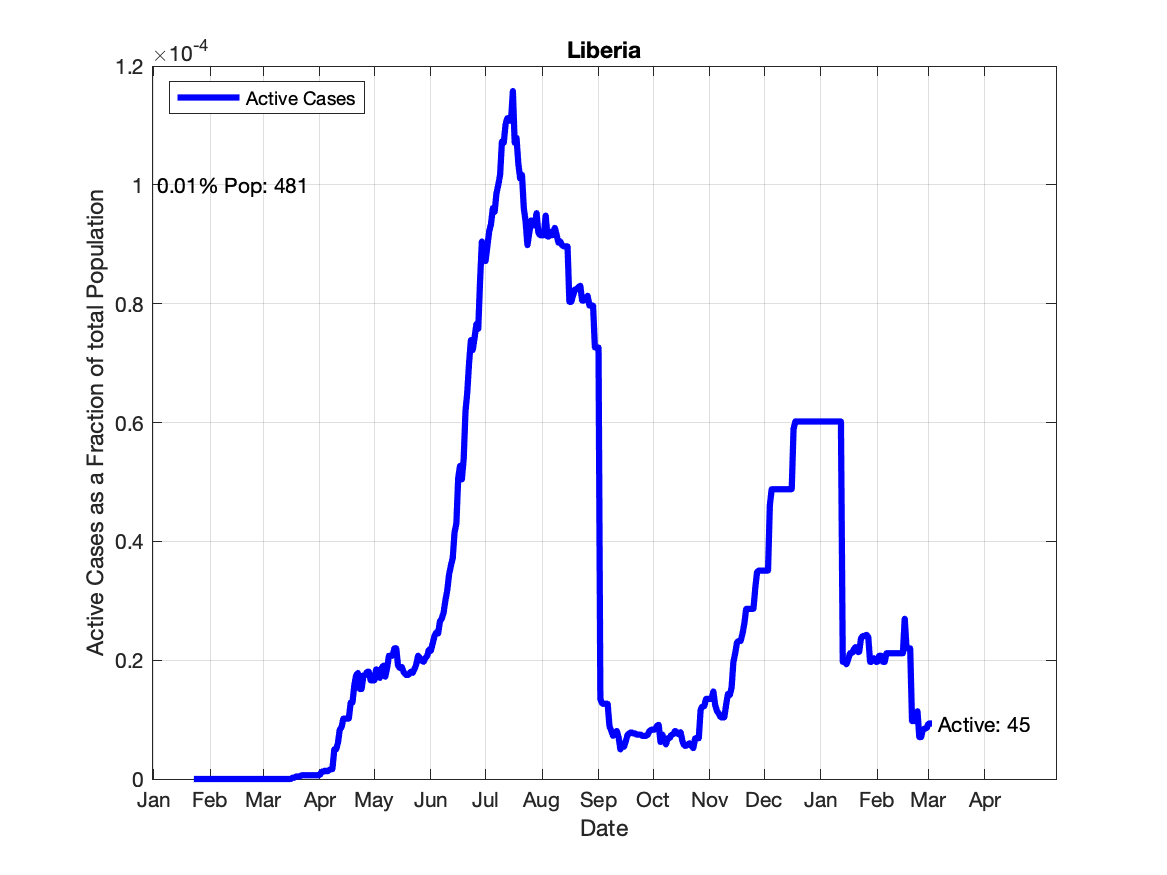 Liberia
×10⁻⁴
1.2
Active Cases
1
0.01% Pop: 481
0.8
0.6
0.4
0.2
0
Active: 45
Active Cases as a Fraction of total Population
Jan Feb Mar Apr May Jun Jul Aug Sep Oct Nov Dec Jan Feb Mar Apr
Date